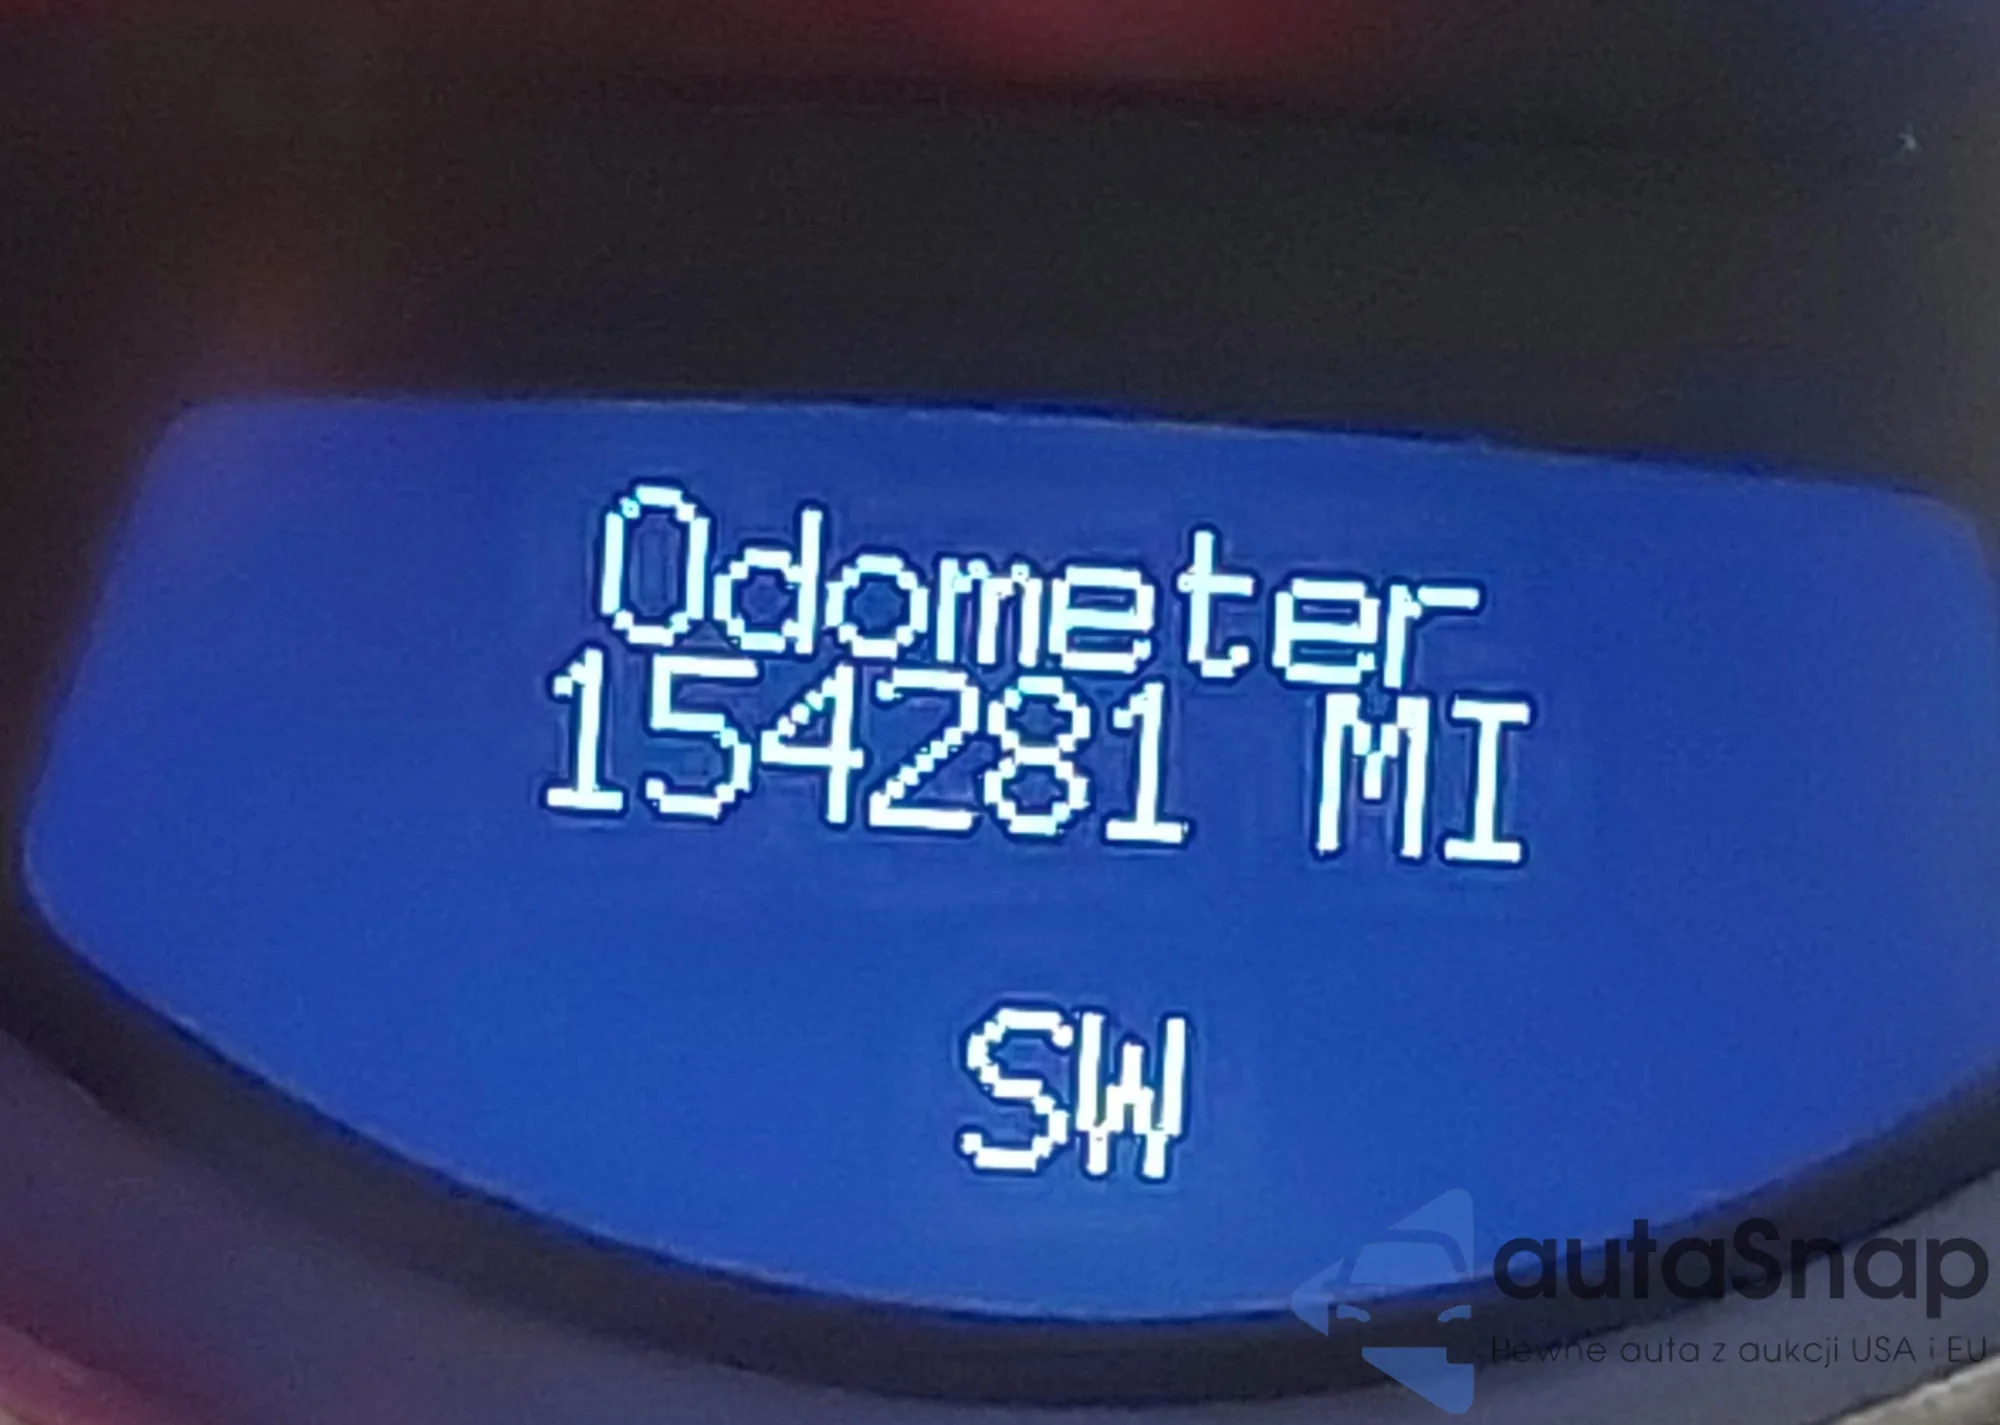 Odometer
154281 MI
SW
autaSnap
Pewne auta z aukcji USA i EU